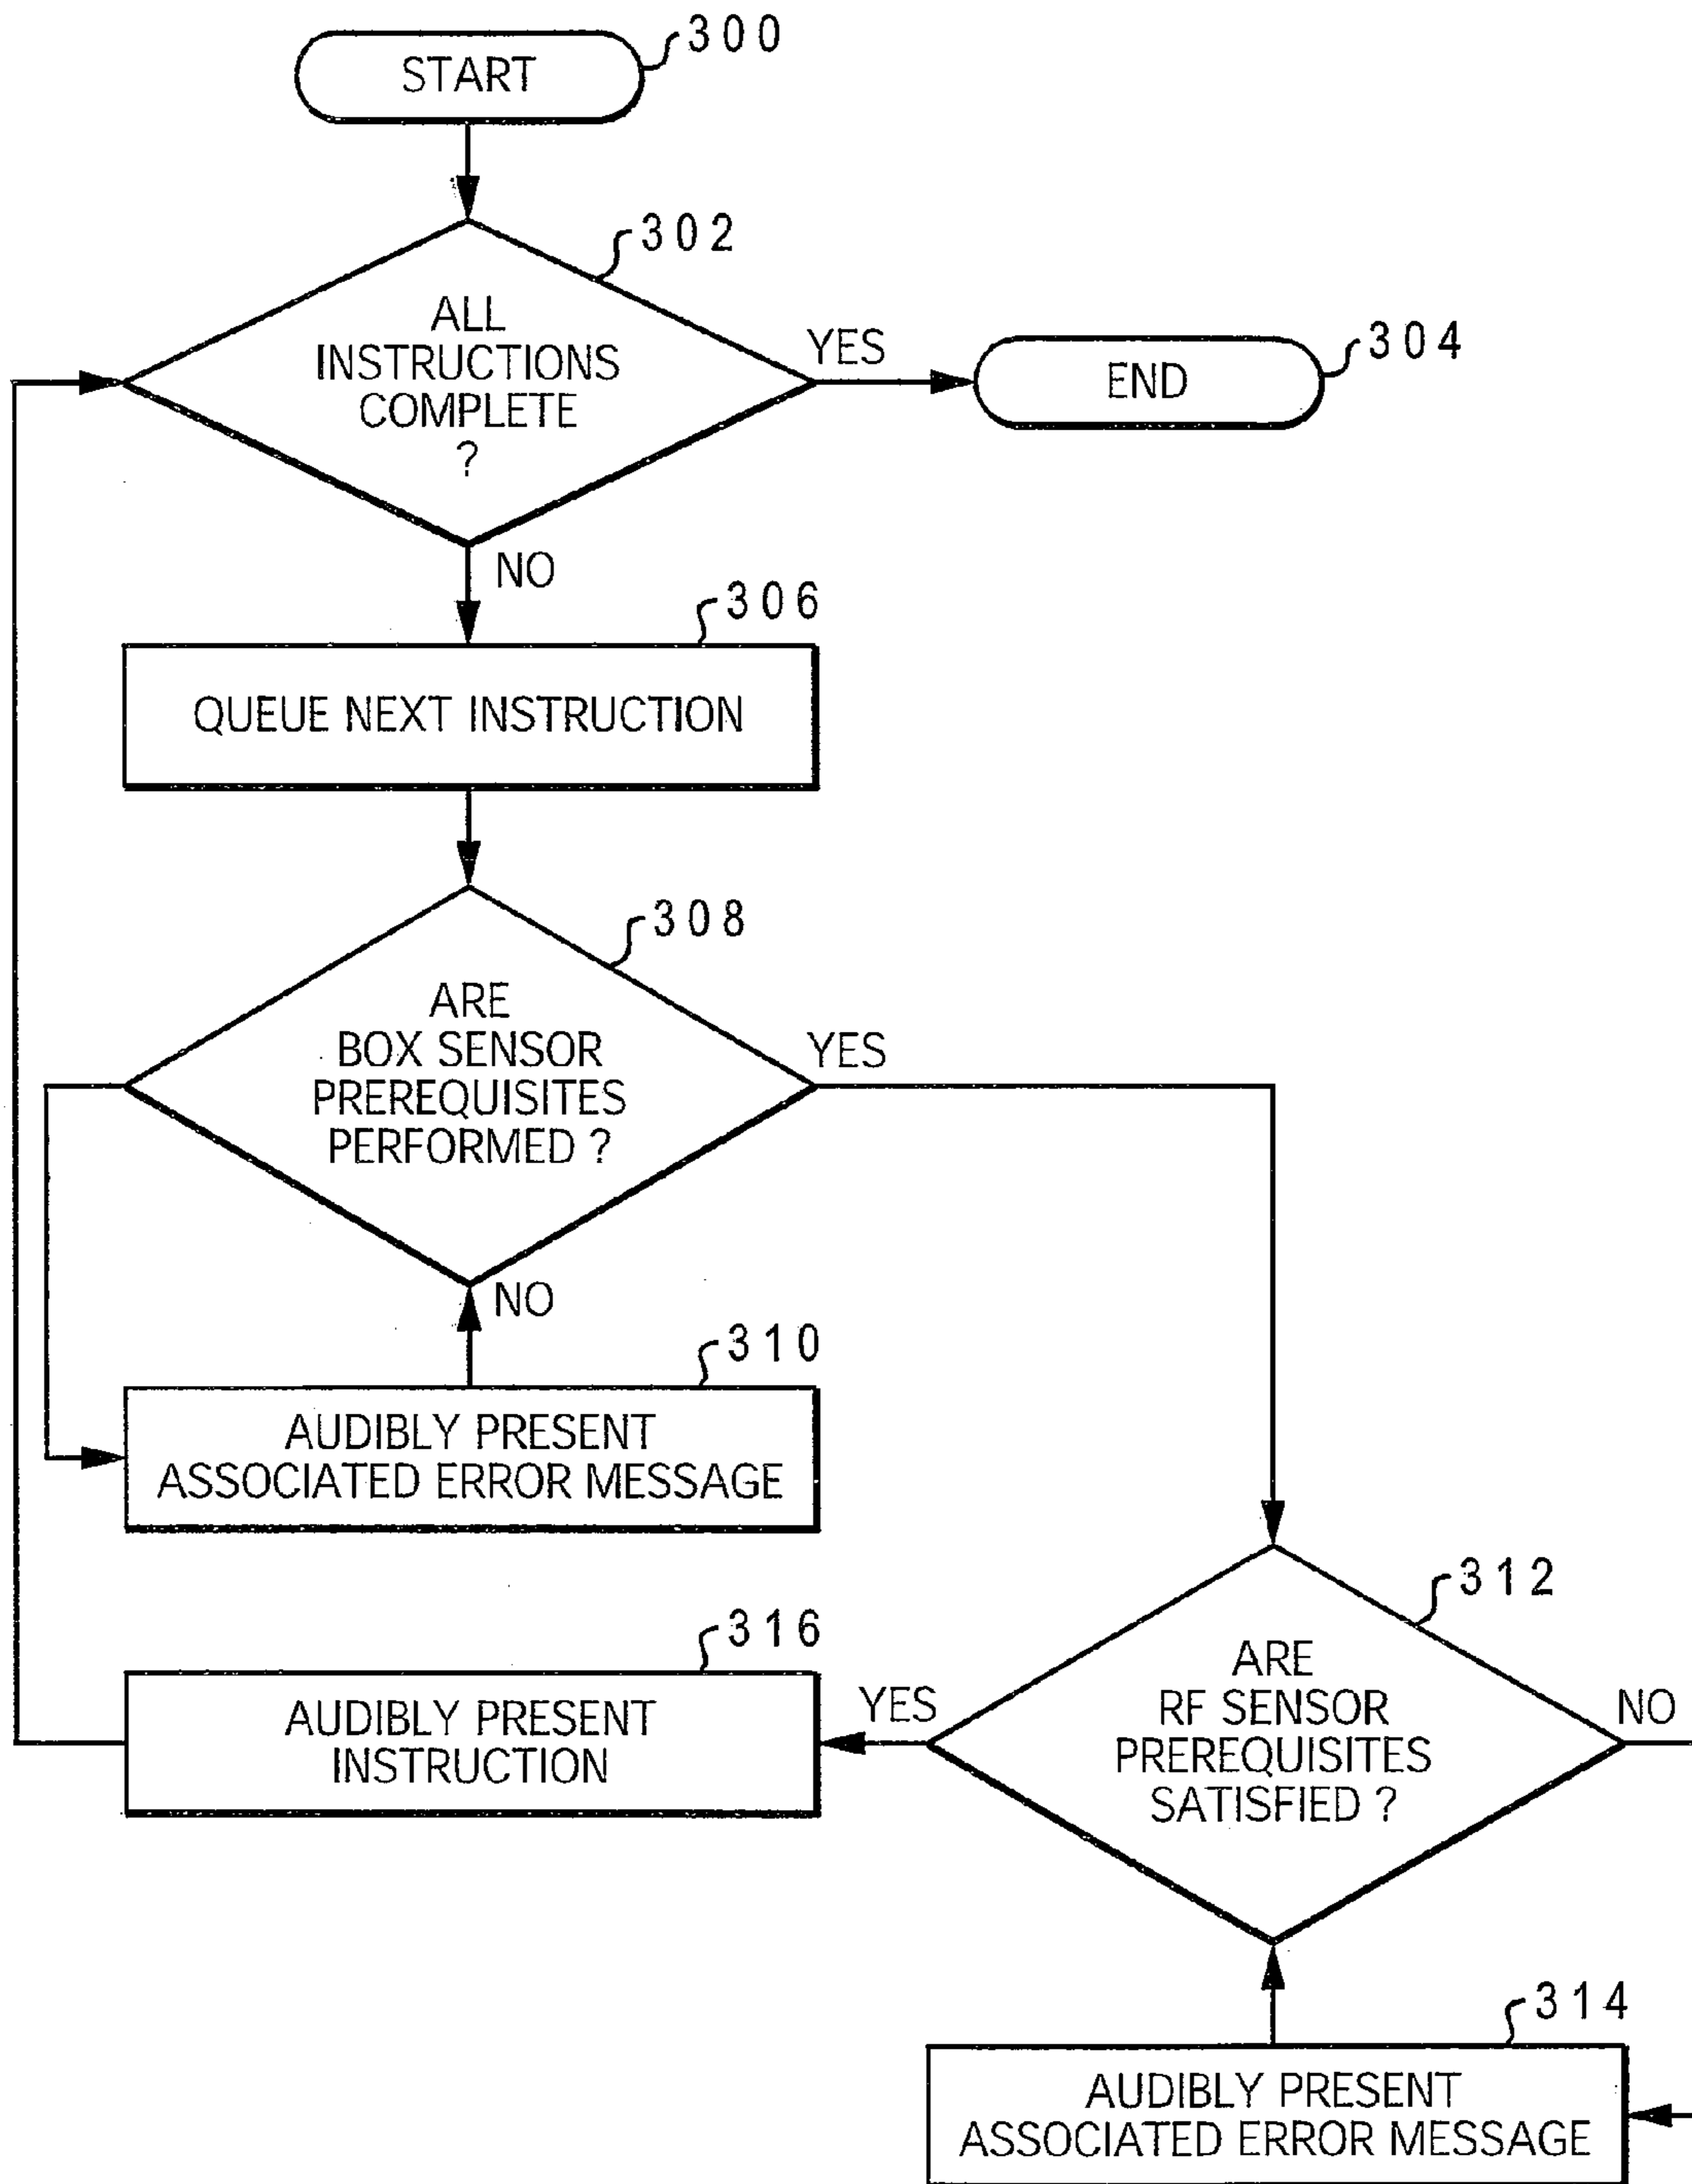 300
START
302
ALL
INSTRUCTIONS
COMPLETE
?
YES
304
END
NO
306
QUEUE NEXT INSTRUCTION
308
ARE
BOX SENSOR
PREREQUISITES
PERFORMED ?
YES
NO
310
AUDIBLY PRESENT
ASSOCIATED ERROR MESSAGE
312
ARE
RF SENSOR
PREREQUISITES
SATISFIED ?
YES
NO
316
AUDIBLY PRESENT
INSTRUCTION
314
AUDIBLY PRESENT
ASSOCIATED ERROR MESSAGE